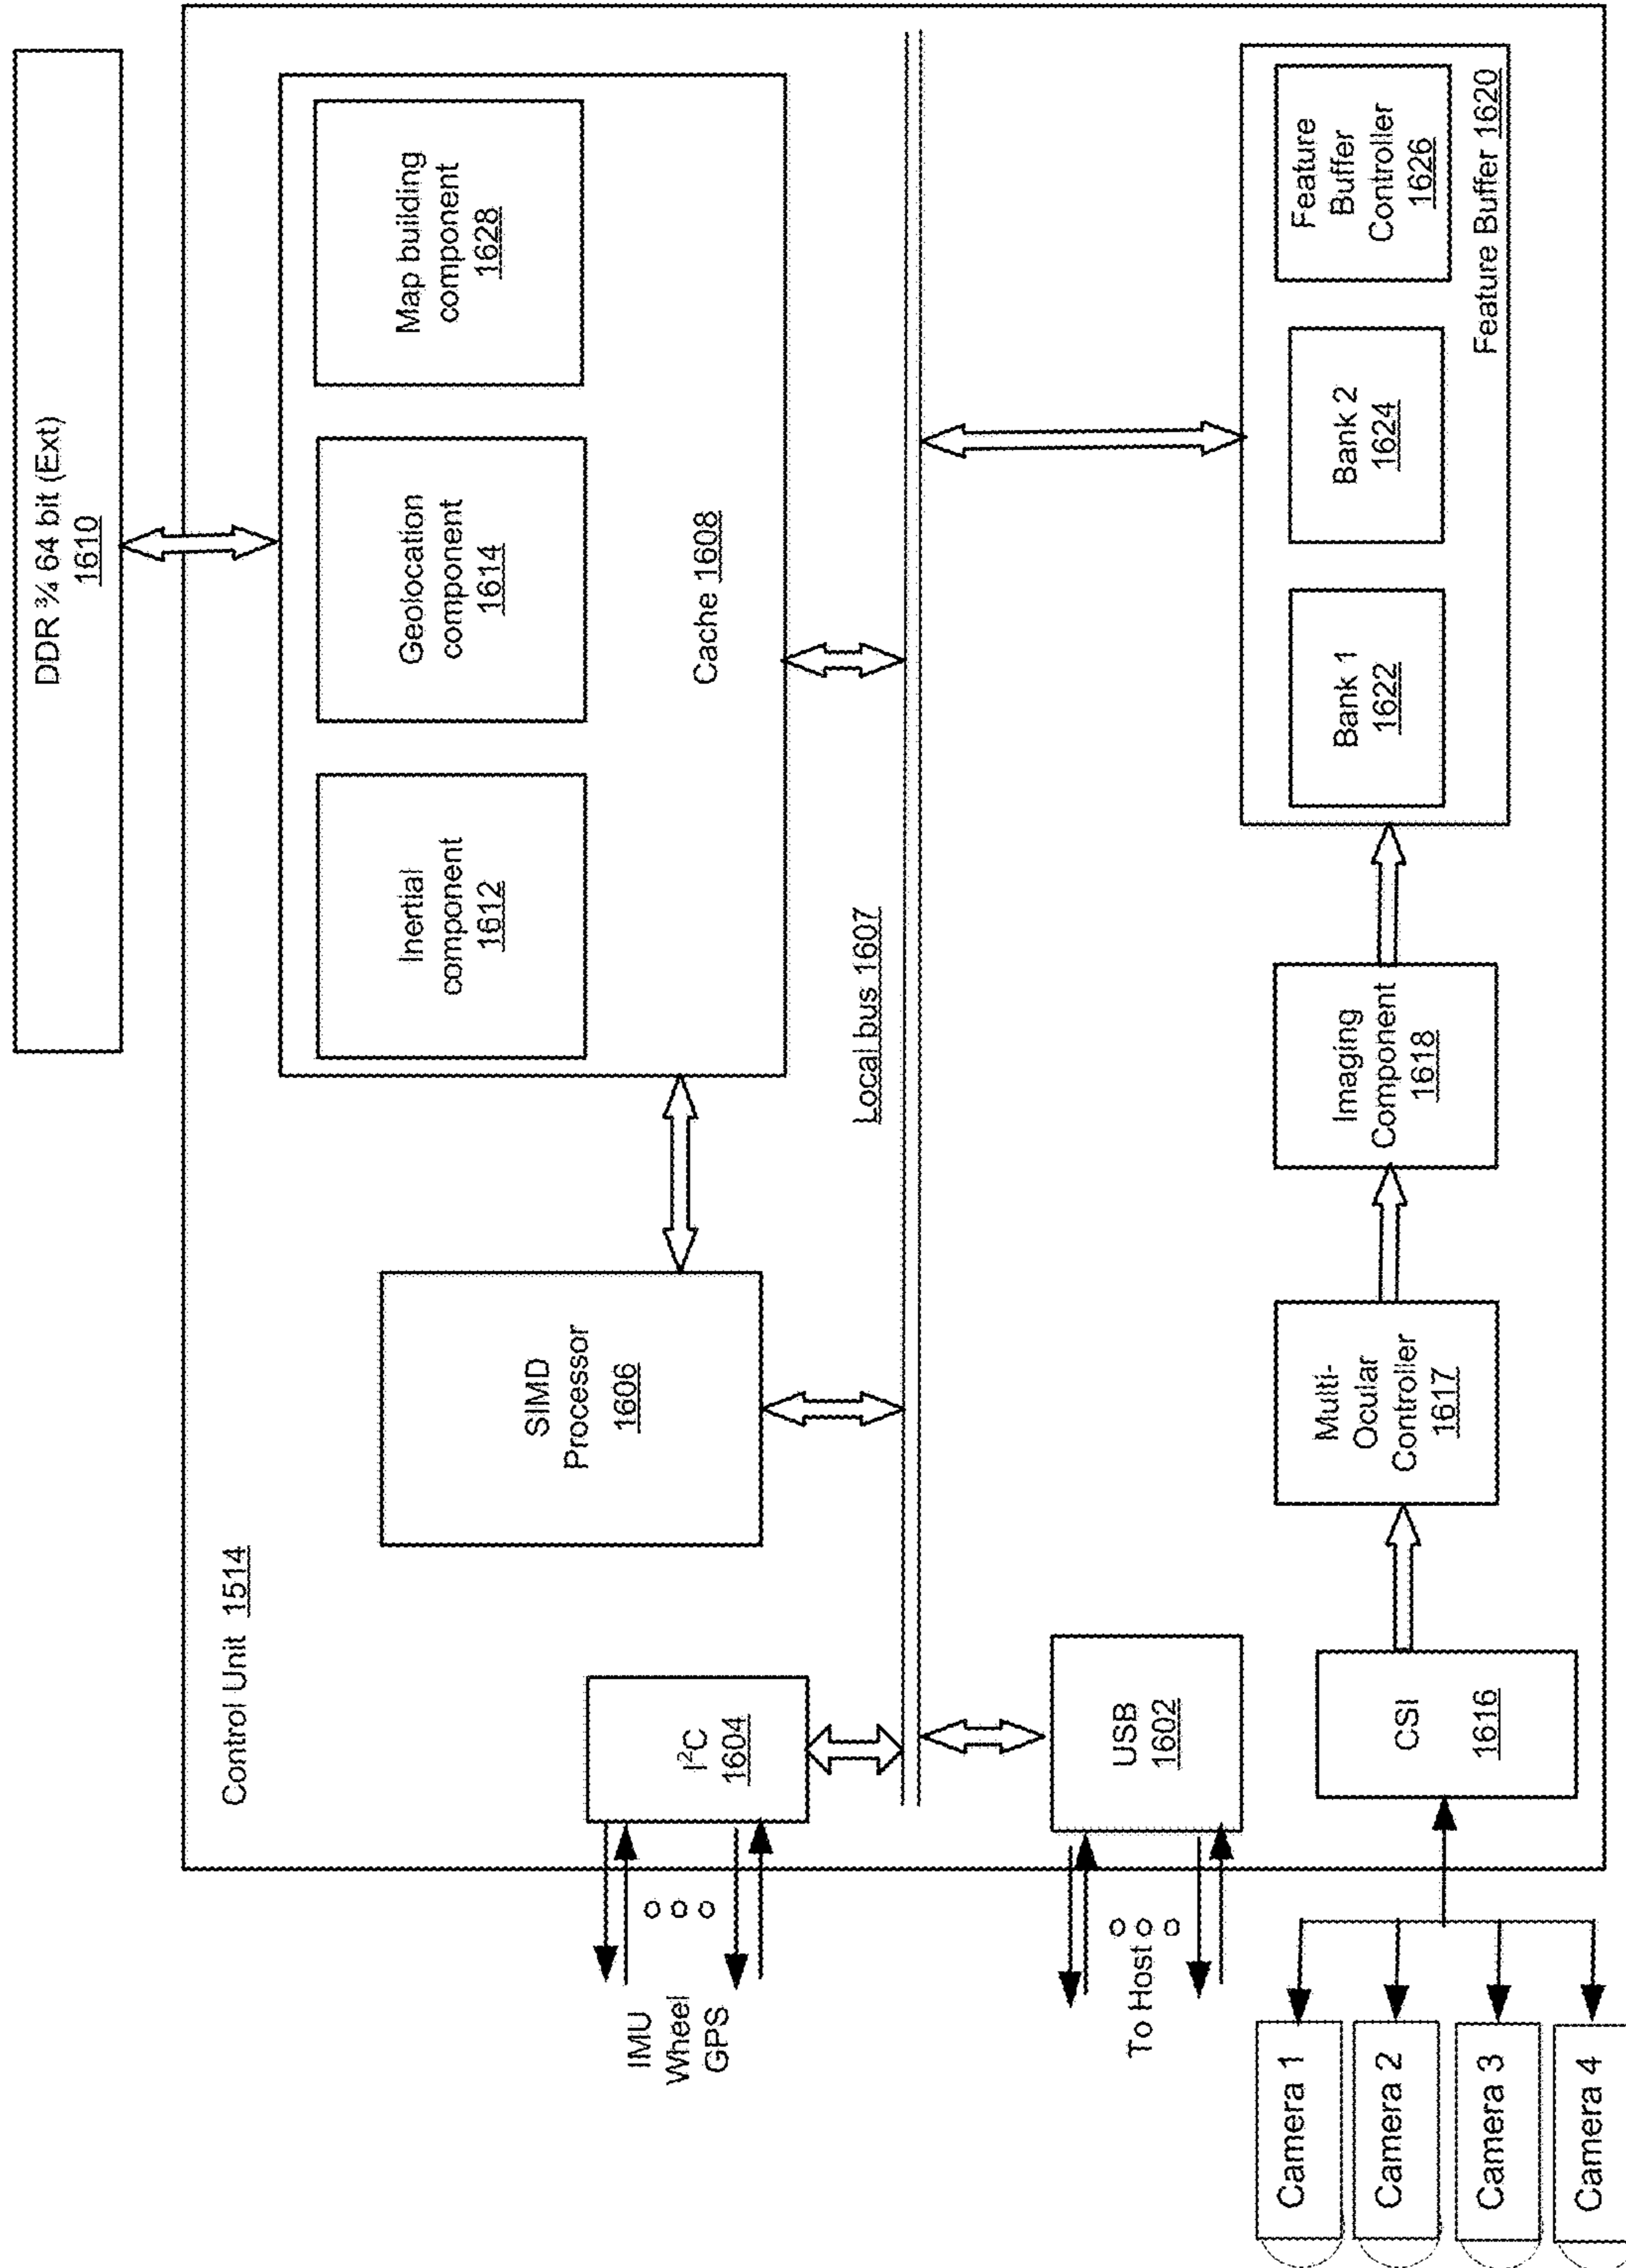 DDR ¾ 64 bit (Ext)
1610
Control Unit 1514
Inertial
component
1612
Geolocation
component
1614
Map building
component
1628
Cache 1608
SIMD
Processor
1606
I²C
1604
IMU
Wheel
GPS
Local bus 1607
USB
1602
To Host
CSI
1616
Multi-
Ocular
Controller
1617
Imaging
Component
1618
Bank 1
1622
Bank 2
1624
Feature
Buffer
Controller
1626
Feature Buffer 1620
Camera 1
Camera 2
Camera 3
Camera 4